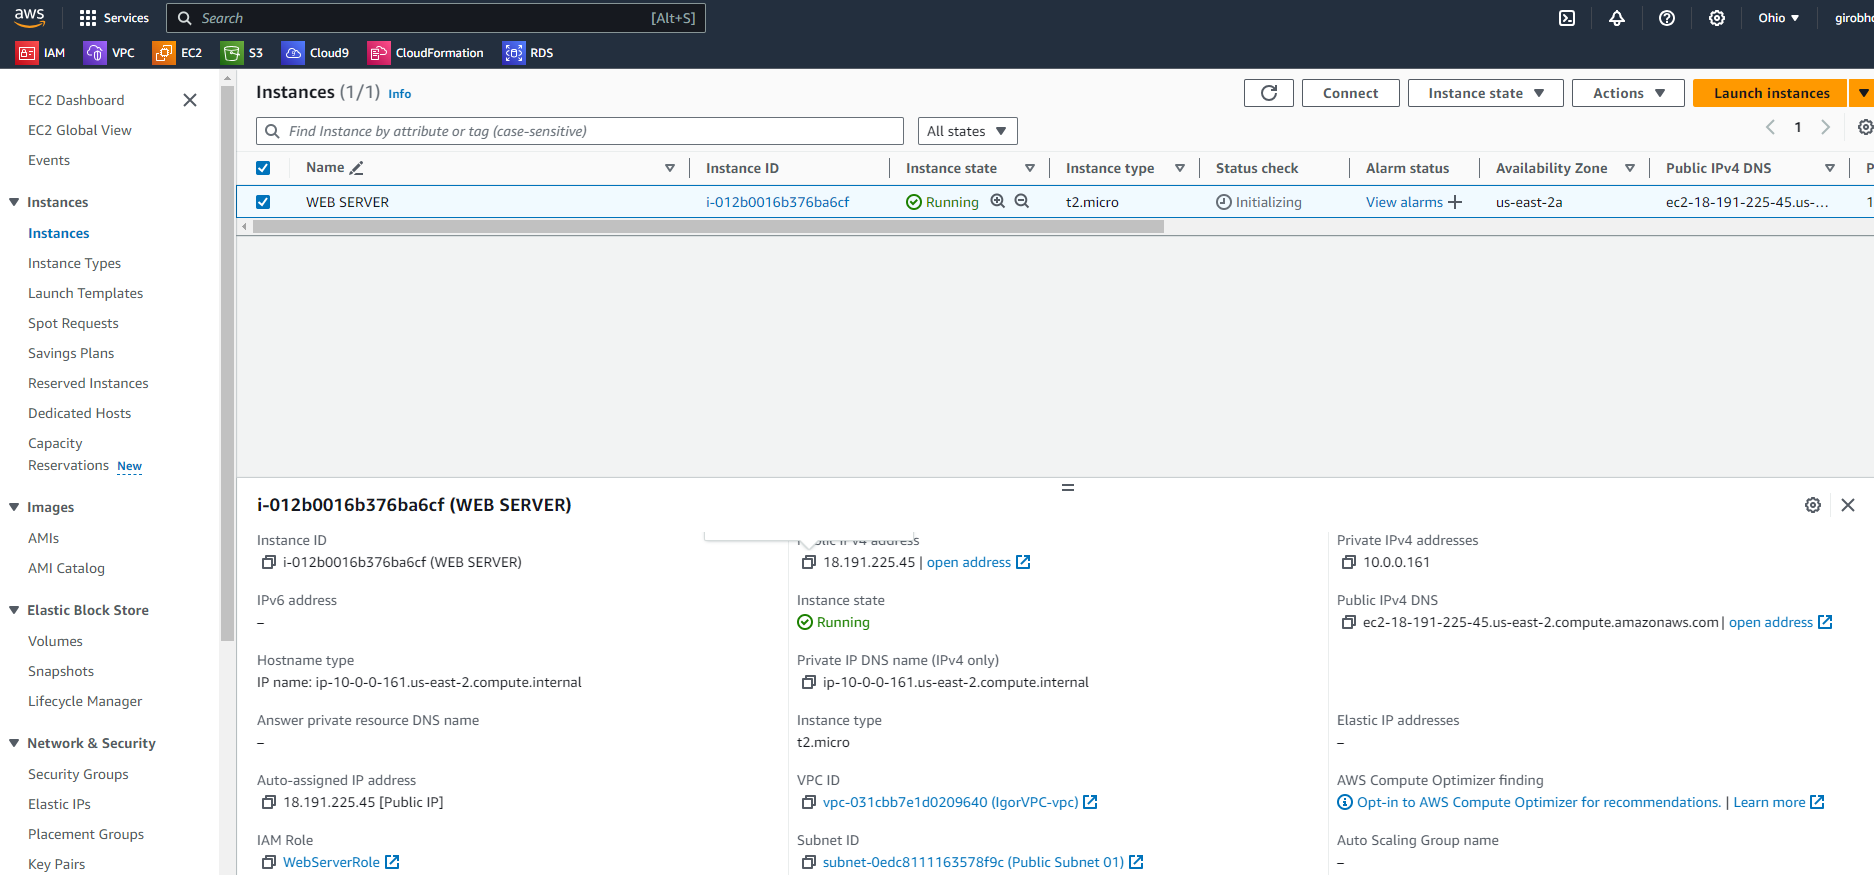 aws Services Search [Alt+S] Ohio
IAM VPC EC2 S3 Cloud9 CloudFormation RDS
EC2 Dashboard
EC2 Global View
Events
Instances
Instances
Instance Types
Launch Templates
Spot Requests
Savings Plans
Reserved Instances
Dedicated Hosts
Capacity
Reservations New
Images
AMIs
AMI Catalog
Elastic Block Store
Volumes
Snapshots
Lifecycle Manager
Network & Security
Security Groups
Elastic IPs
Placement Groups
Key Pairs
Instances (1/1) Info Connect Instance state Actions Launch instances
Find Instance by attribute or tag (case-sensitive) All states 1
Name Instance ID Instance state Instance type Status check Alarm status Availability Zone Public IPv4 DNS
WEB SERVER i-012b0016b376ba6cf Running t2.micro Initializing View alarms us-east-2a ec2-18-191-225-45.us-...
i-012b0016b376ba6cf (WEB SERVER)
Instance ID
i-012b0016b376ba6cf (WEB SERVER)
IPv6 address
–
Hostname type
IP name: ip-10-0-0-161.us-east-2.compute.internal
Answer private resource DNS name
–
Auto-assigned IP address
18.191.225.45 [Public IP]
IAM Role
WebServerRole
Public IPv4 address
18.191.225.45 | open address
Instance state
Running
Private IP DNS name (IPv4 only)
ip-10-0-0-161.us-east-2.compute.internal
Instance type
t2.micro
VPC ID
vpc-031cbb7e1d0209640 (IgorVPC-vpc)
Subnet ID
subnet-0edc8111163578f9c (Public Subnet 01)
Private IPv4 addresses
10.0.0.161
Public IPv4 DNS
ec2-18-191-225-45.us-east-2.compute.amazonaws.com | open address
Elastic IP addresses
–
AWS Compute Optimizer finding
Opt-in to AWS Compute Optimizer for recommendations. | Learn more
Auto Scaling Group name
–